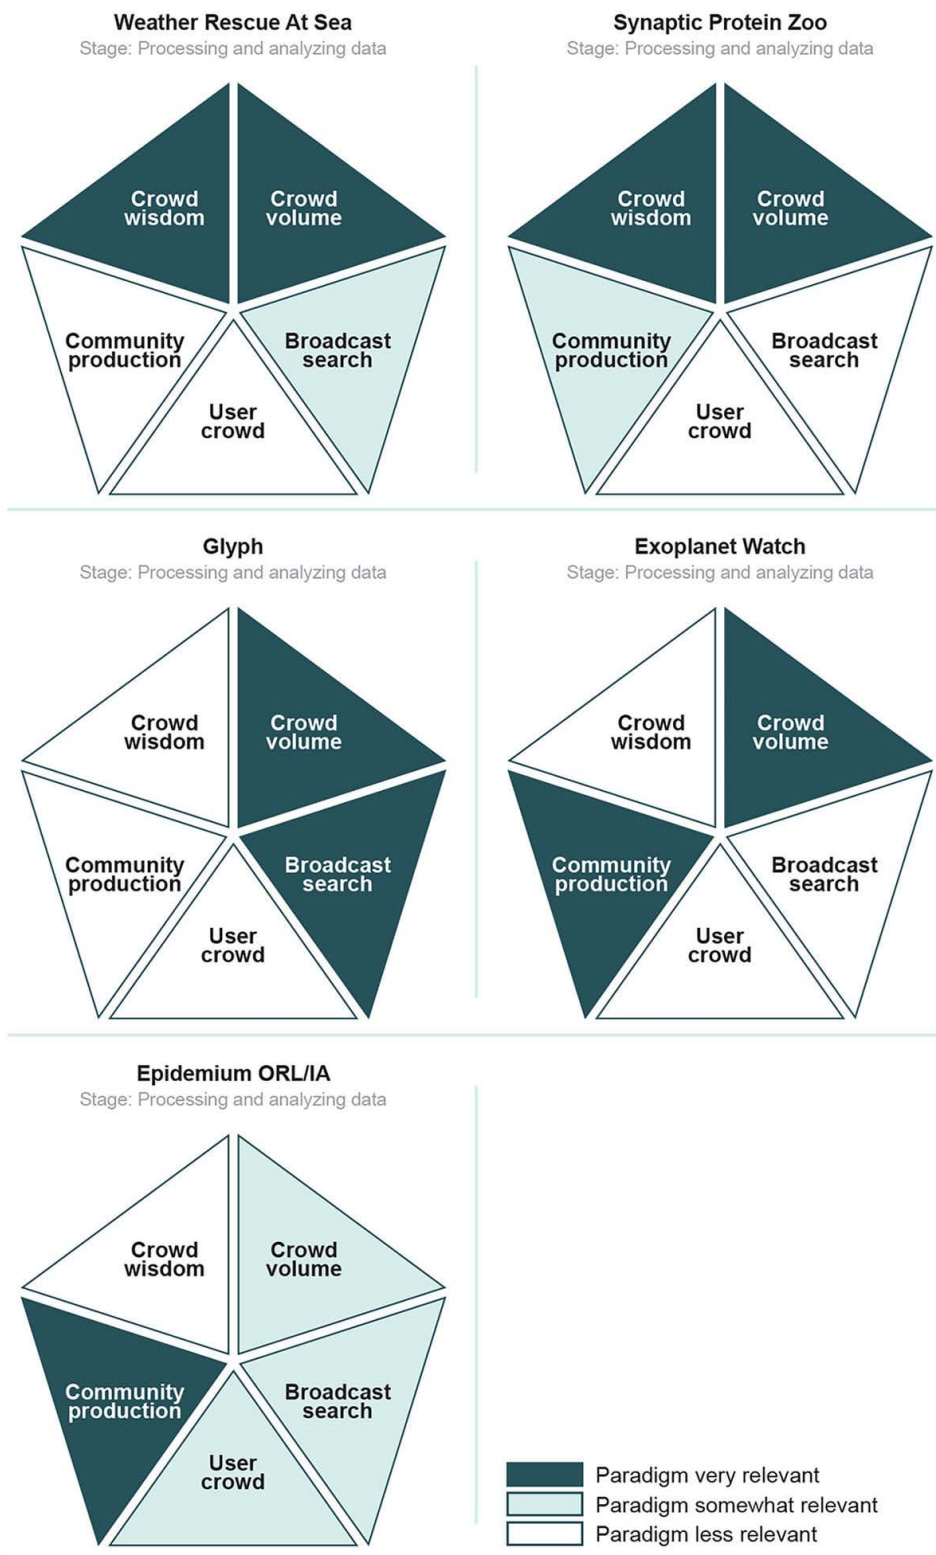 Weather Rescue At Sea
Stage: Processing and analyzing data
Crowd
wisdom
Crowd
volume
Community
production
Broadcast
search
User
crowd
Synaptic Protein Zoo
Stage: Processing and analyzing data
Crowd
wisdom
Crowd
volume
Community
production
Broadcast
search
User
crowd
Glyph
Stage: Processing and analyzing data
Crowd
wisdom
Crowd
volume
Community
production
Broadcast
search
User
crowd
Exoplanet Watch
Stage: Processing and analyzing data
Crowd
wisdom
Crowd
volume
Community
production
Broadcast
search
User
crowd
Epidemium ORL/IA
Stage: Processing and analyzing data
Crowd
wisdom
Crowd
volume
Community
production
Broadcast
search
User
crowd
Paradigm very relevant
Paradigm somewhat relevant
Paradigm less relevant